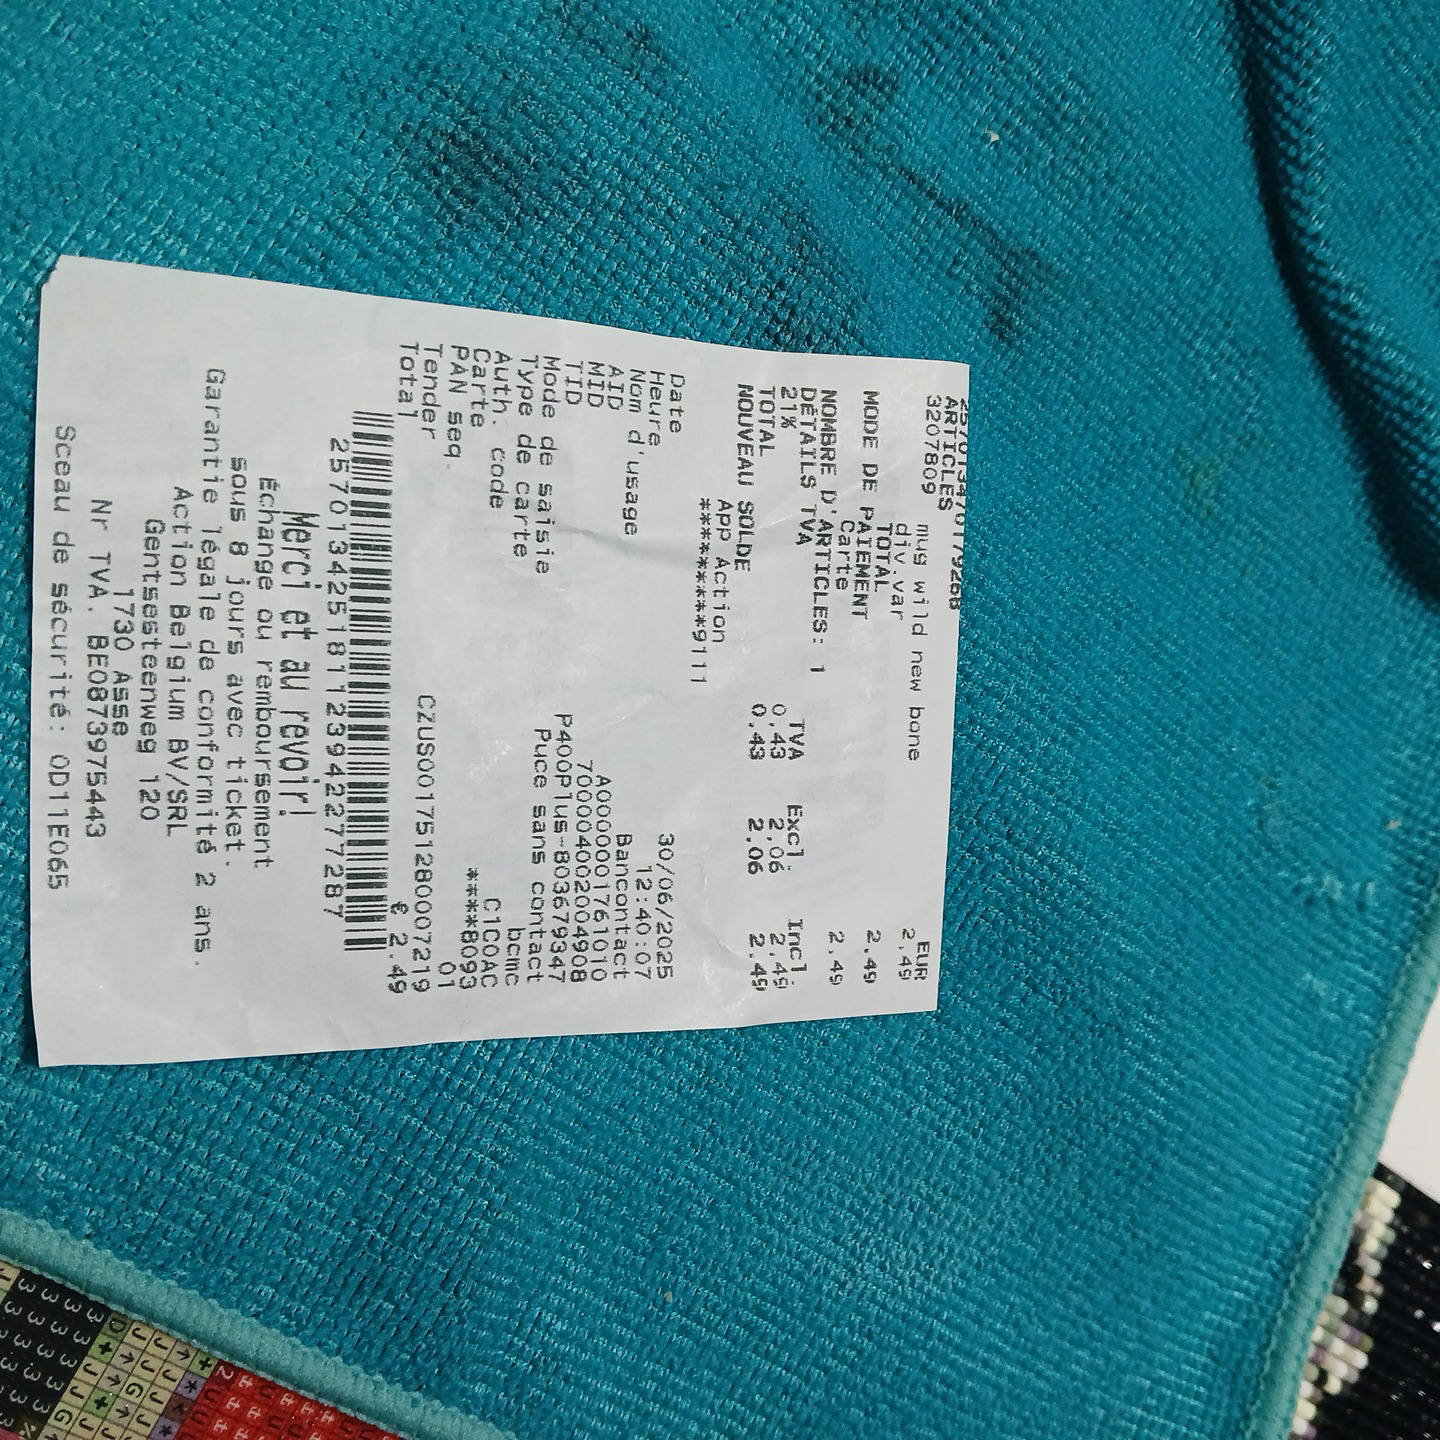 ARTICLES EUR
3207809 2,49
mug wild new bone
div.var
TOTAL 2,49
MODE DE PAIEMENT
Carte 2,49
NOMBRE D'ARTICLES: 1
DÉTAILS TVA TVA Excl. Incl.
21% 0,43 2,06 2,49
TOTAL 0,43 2,06 2,49
NOUVEAU SOLDE
App Action
**********9111
Date 30/06/2025
Heure 12:40:07
Nom d'usage Bancontact
AID A0000001761010
MID 700004002004908
TID P400Plus-803679347
Mode de saisie Puce sans contact
Type de carte bcmc
Auth. code C1C0AC
Carte ****8093
PAN seq. 01
Tender CZUS001751280007219
Total € 2.49
2570134251811239422277287
Merci et au revoir!
Échange ou remboursement
sous 8 jours avec ticket.
Garantie légale de conformité 2 ans.
Action Belgium BV/SRL
Gentsesteenweg 120
1730 Asse
Nr TVA. BE0873975443
Sceau de sécurité: 0D11E065